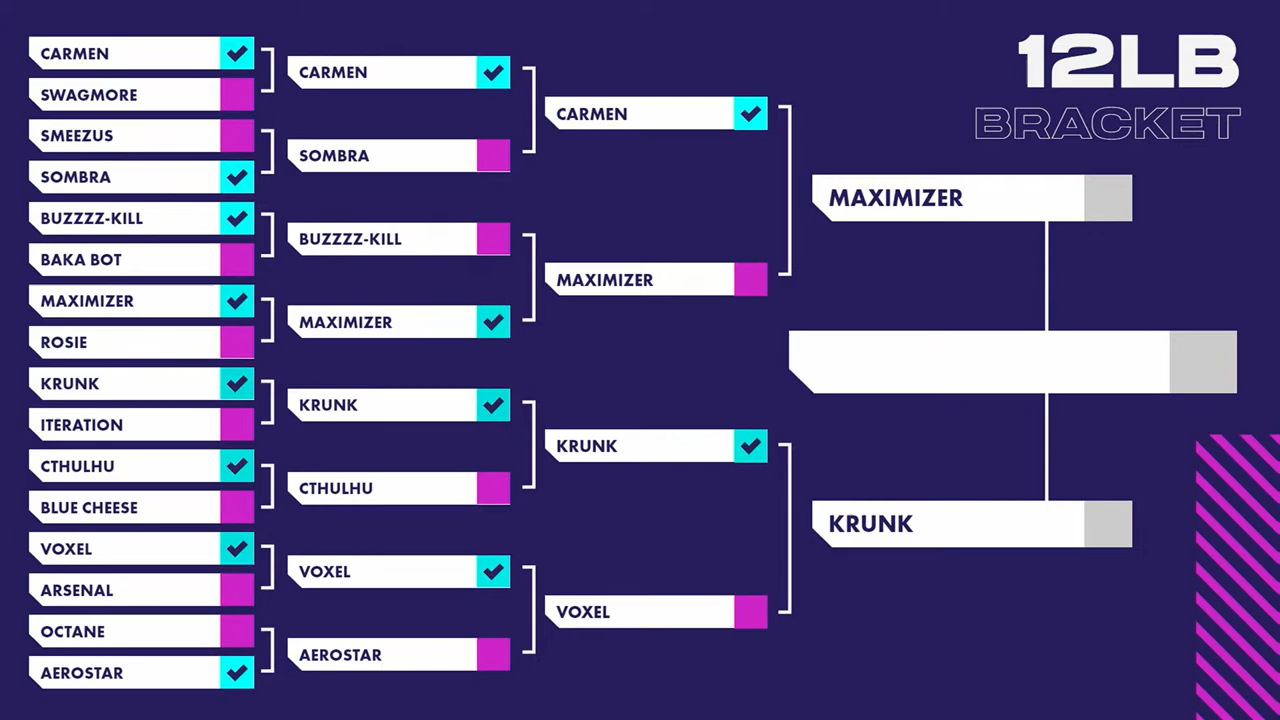 12LB
BRACKET
CARMEN
SWAGMORE
SMEEZUS
SOMBRA
BUZZZZ-KILL
BAKA BOT
MAXIMIZER
ROSIE
KRUNK
ITERATION
CTHULHU
BLUE CHEESE
VOXEL
ARSENAL
OCTANE
AEROSTAR
CARMEN
SOMBRA
BUZZZZ-KILL
MAXIMIZER
KRUNK
CTHULHU
VOXEL
AEROSTAR
CARMEN
MAXIMIZER
KRUNK
VOXEL
MAXIMIZER
KRUNK